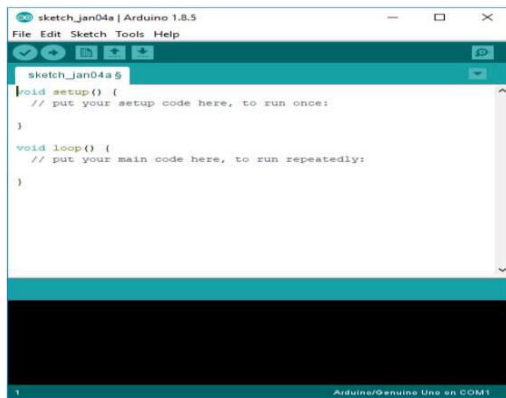 sketch_jan04a | Arduino 1.8.5
File Edit Sketch Tools Help
sketch_jan04a §
void setup() {
// put your setup code here, to run once:
}
void loop() {
// put your main code here, to run repeatedly:
}
1 Arduino/Genuino Uno on COM1